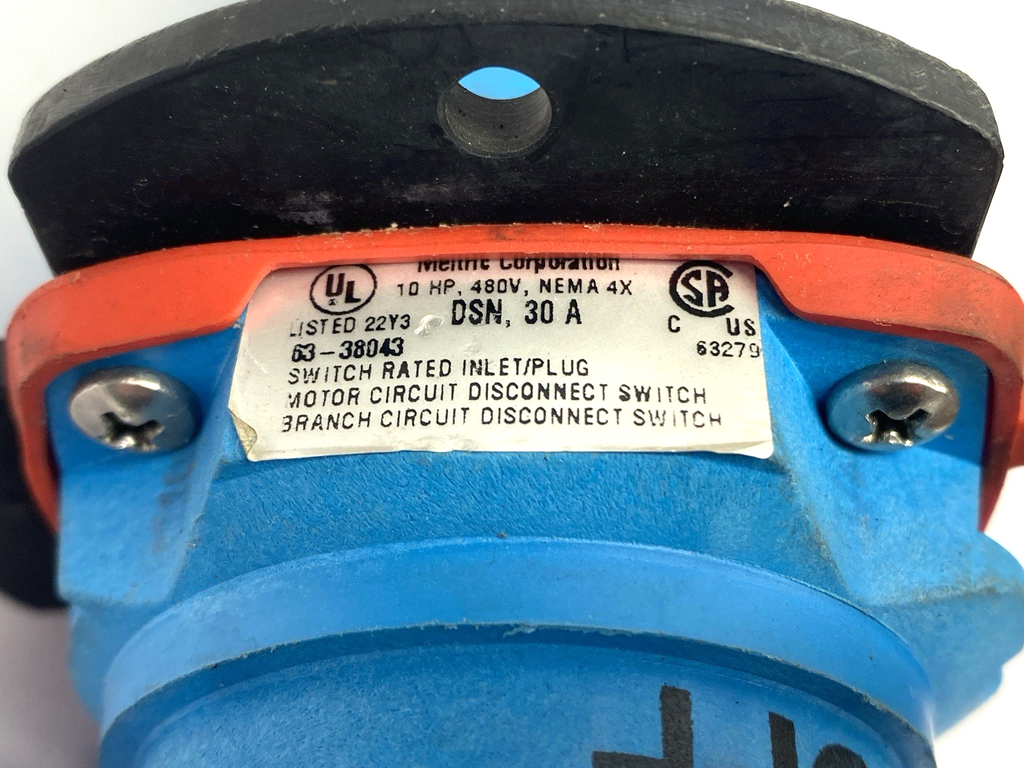 Meltric Corporation
UL
10 HP, 480V, NEMA 4X
SA
LISTED 22Y3
DSN, 30 A
C US
63-38043
63279
SWITCH RATED INLET/PLUG
MOTOR CIRCUIT DISCONNECT SWITCH
BRANCH CIRCUIT DISCONNECT SWITCH